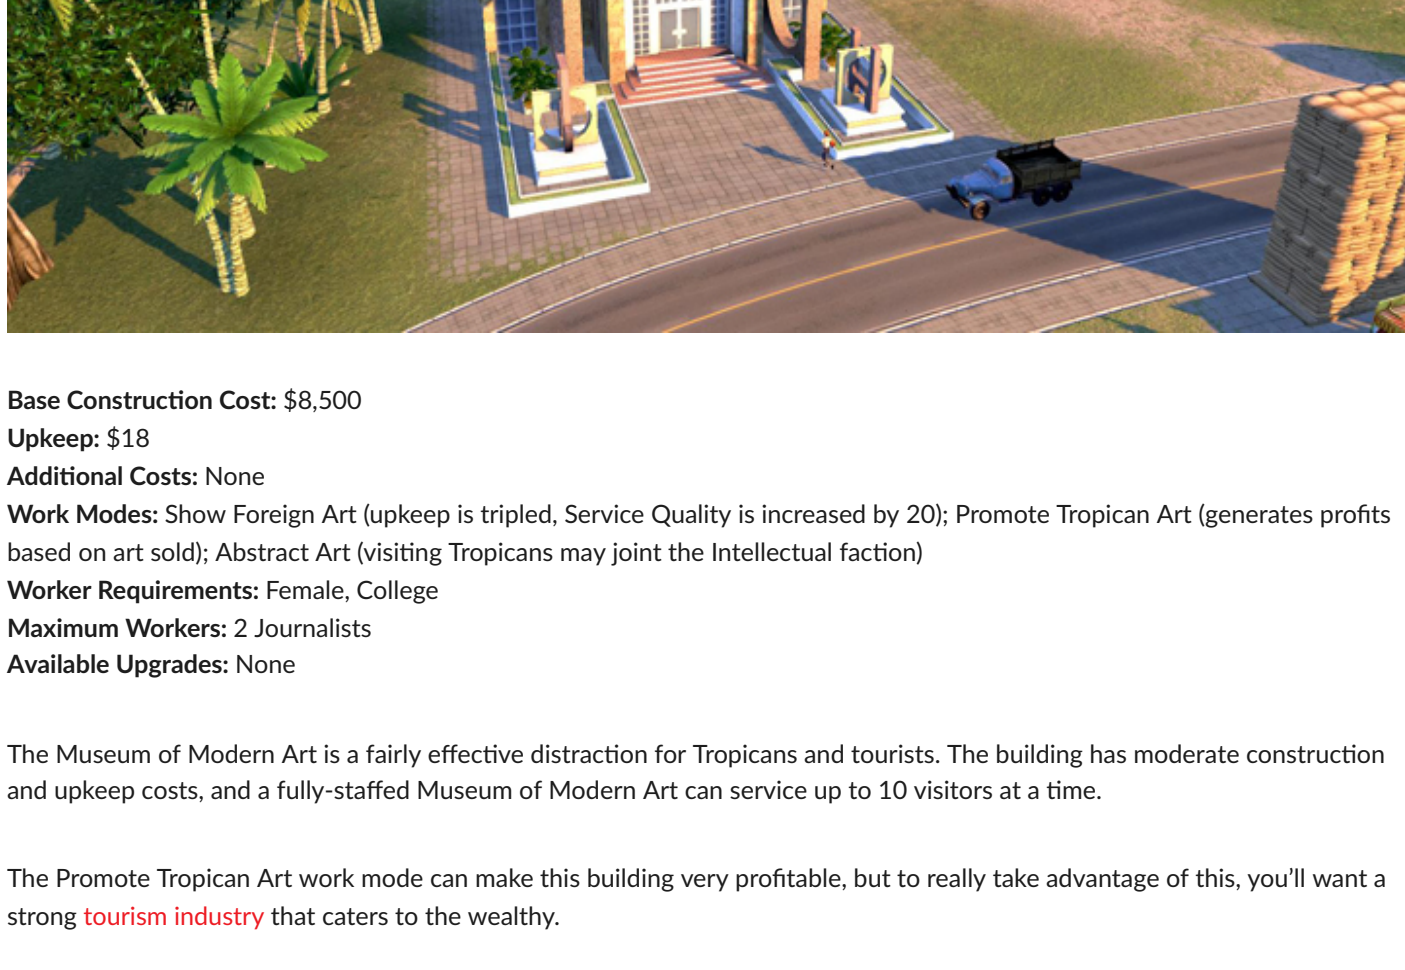 Base Construction Cost: $8,500
Upkeep: $18
Additional Costs: None
Work Modes: Show Foreign Art (upkeep is tripled, Service Quality is increased by 20); Promote Tropican Art (generates profits
based on art sold); Abstract Art (visiting Tropicans may joint the Intellectual faction)
Worker Requirements: Female, College
Maximum Workers: 2 Journalists
Available Upgrades: None
The Museum of Modern Art is a fairly effective distraction for Tropicans and tourists. The building has moderate construction
and upkeep costs, and a fully-staffed Museum of Modern Art can service up to 10 visitors at a time.
The Promote Tropican Art work mode can make this building very profitable, but to really take advantage of this, you’ll want a
strong tourism industry that caters to the wealthy.